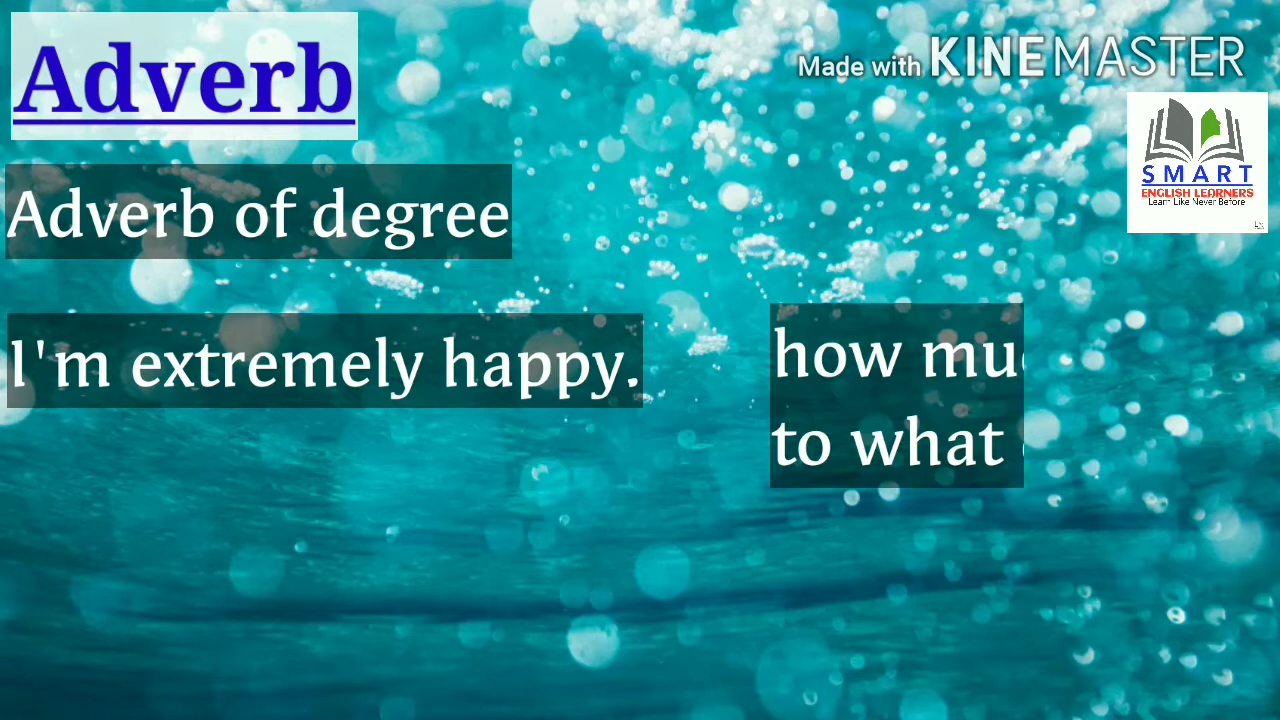 Adverb
Made with KINEMASTER
SMART
ENGLISH LEARNERS
Learn Like Never Before
Adverb of degree
I'm extremely happy.
how mu
to what